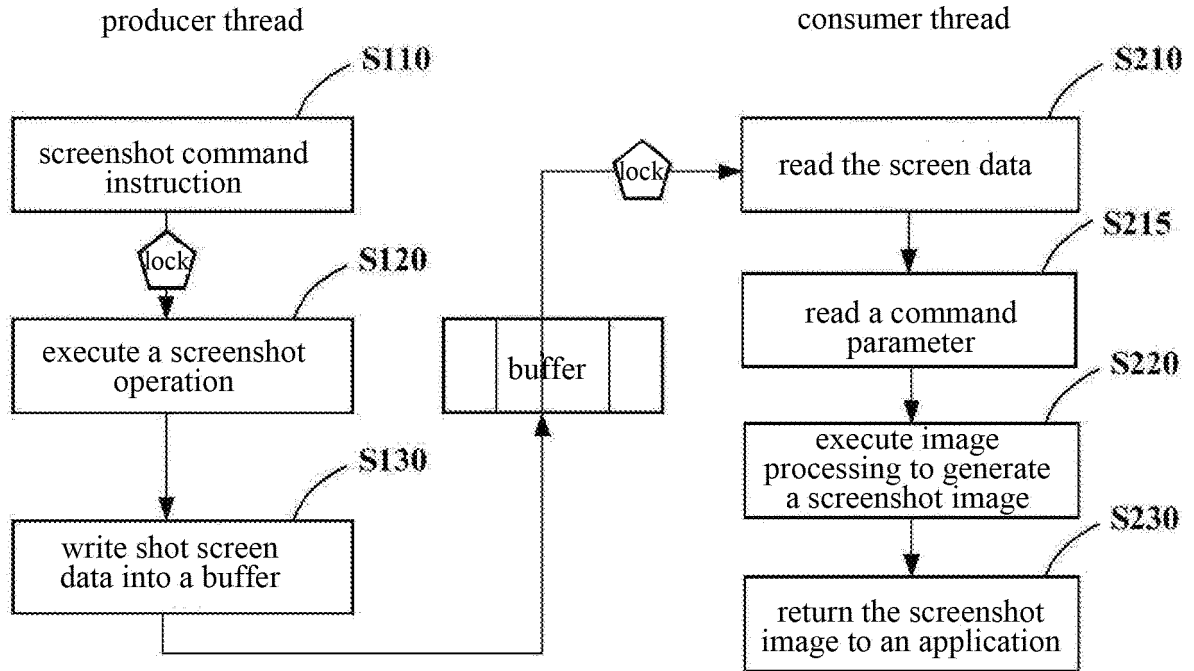 producer thread
S110
screenshot command
instruction
lock
S120
execute a screenshot
operation
S130
write shot screen
data into a buffer
buffer
consumer thread
lock
S210
read the screen data
S215
read a command
parameter
S220
execute image
processing to generate
a screenshot image
S230
return the screenshot
image to an application